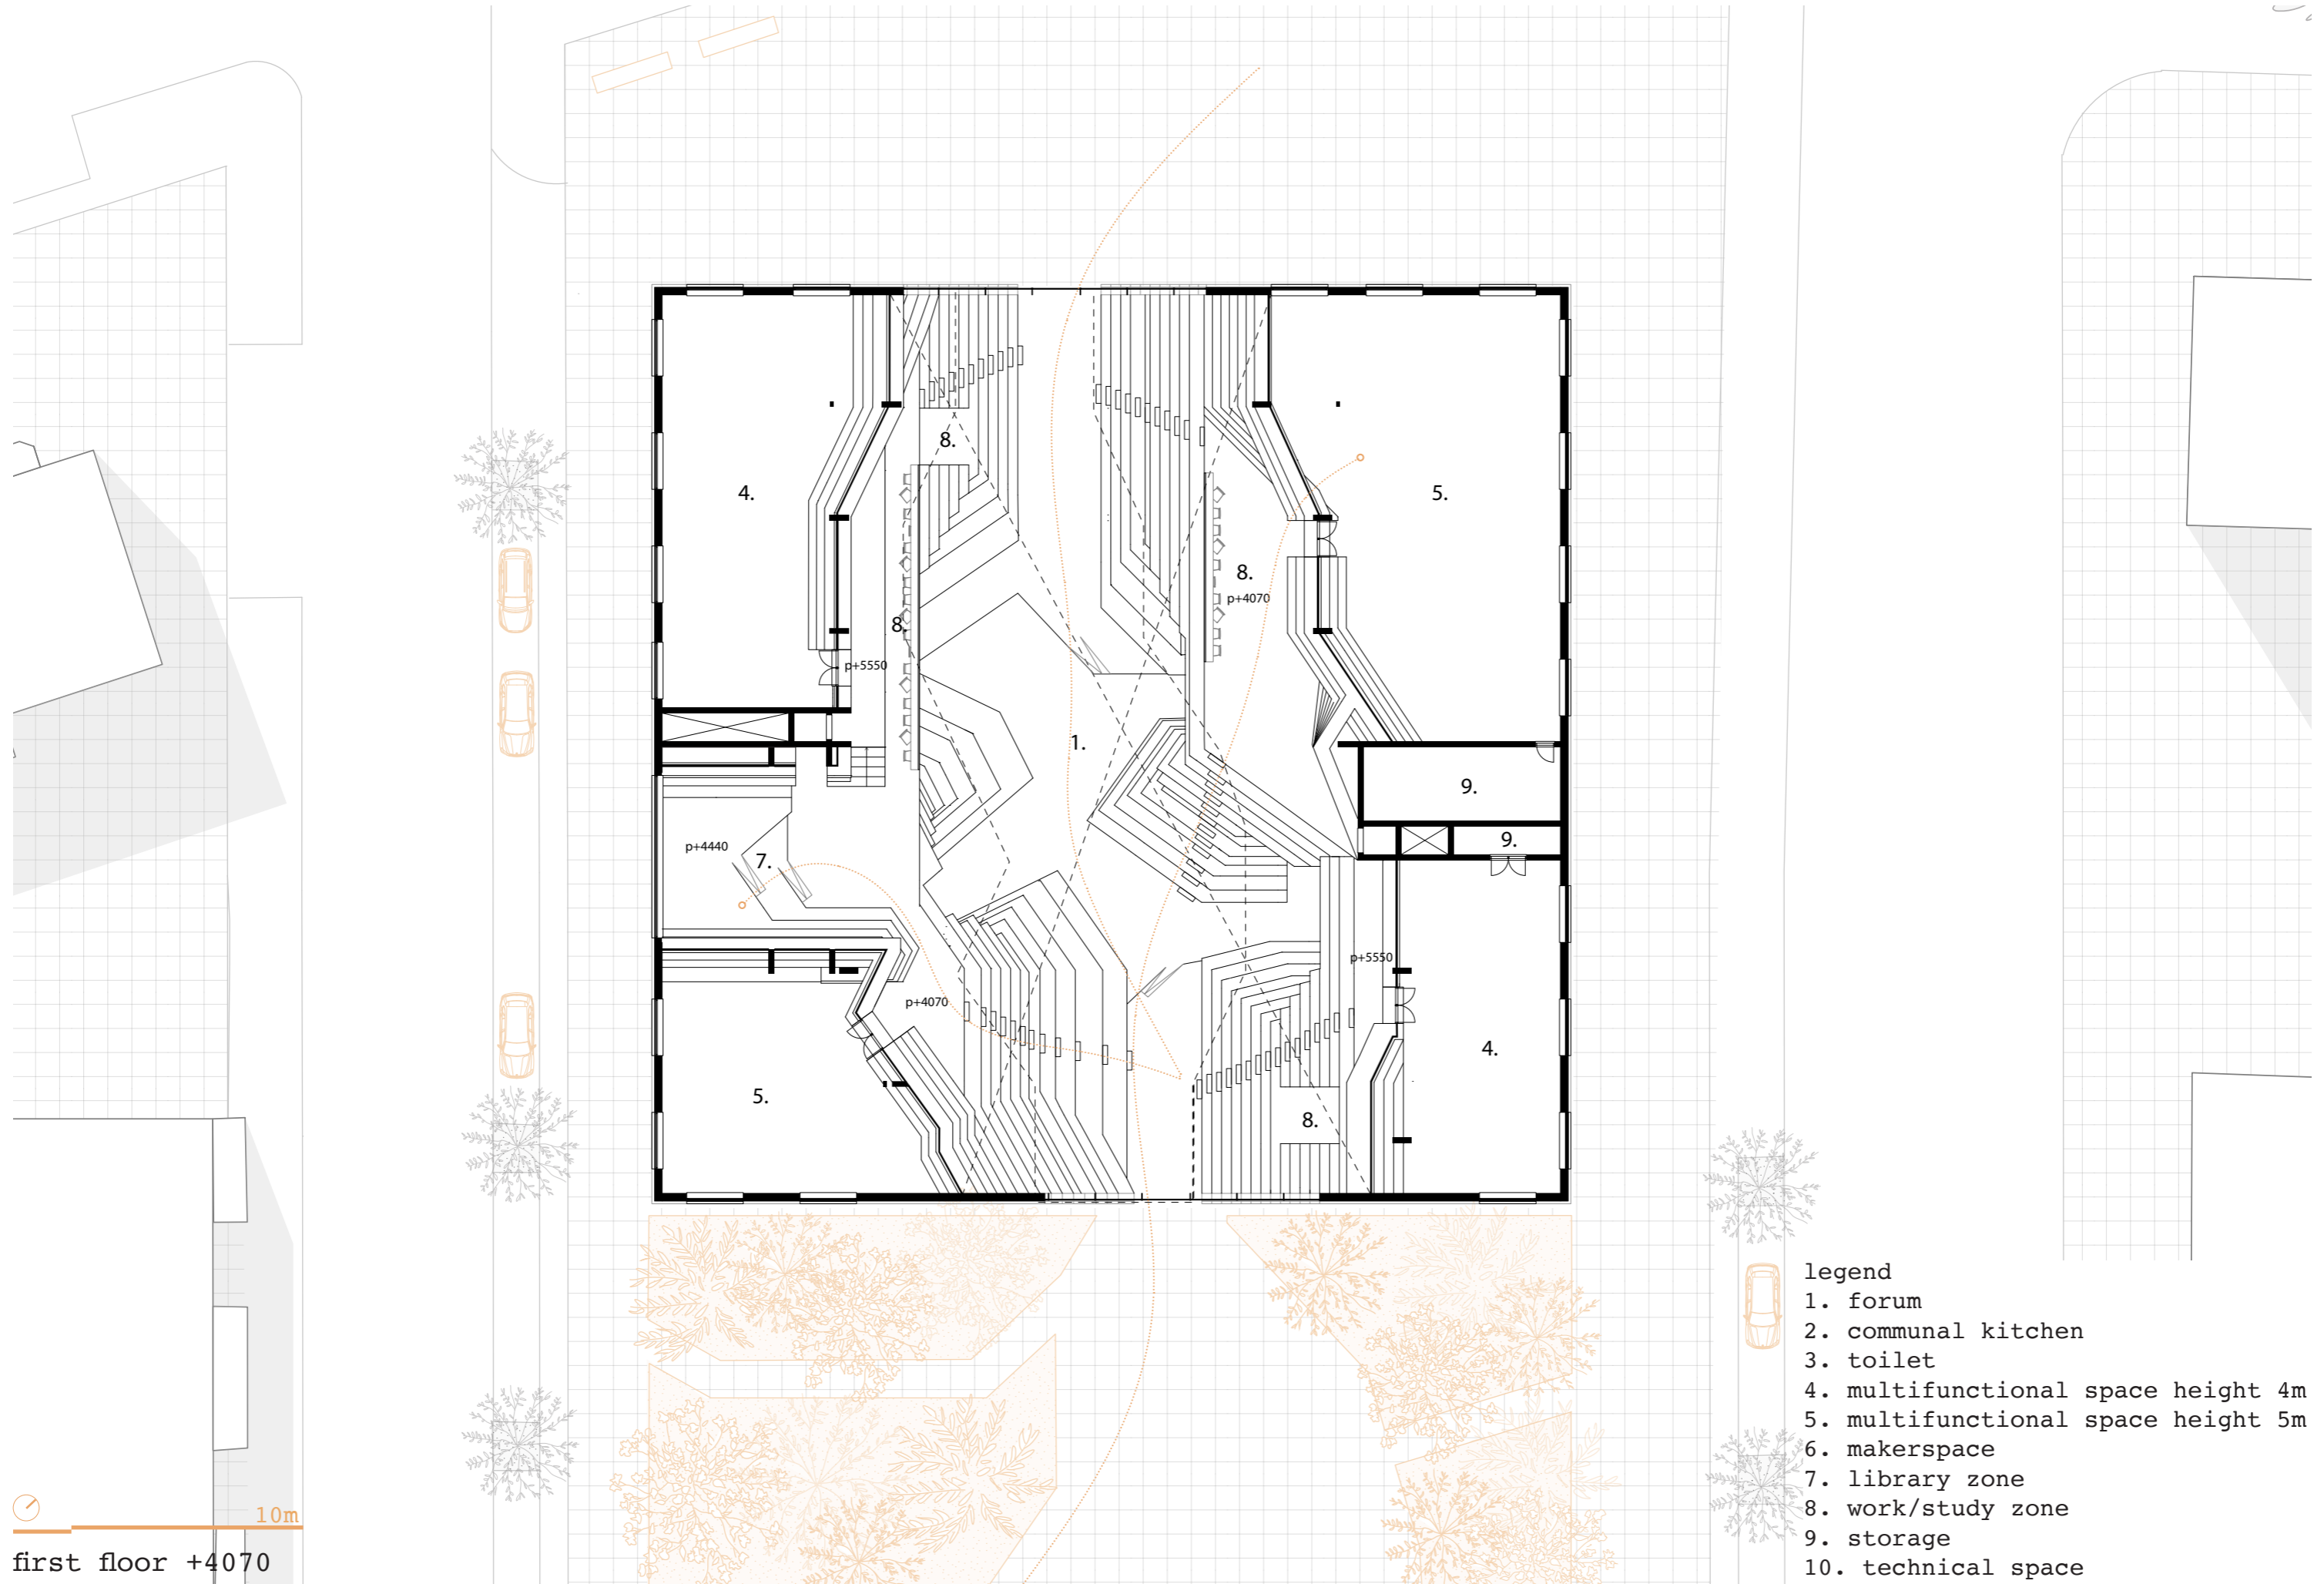 8.
4.
5.
8.
p+4070
8.
p+5550
1.
9.
9.
p+4440
7.
p+5550
p+4070
4.
5.
8.
legend
1. forum
2. communal kitchen
3. toilet
4. multifunctional space height 4m
5. multifunctional space height 5m
6. makerspace
7. library zone
8. work/study zone
9. storage
10. technical space
10m
first floor +4070